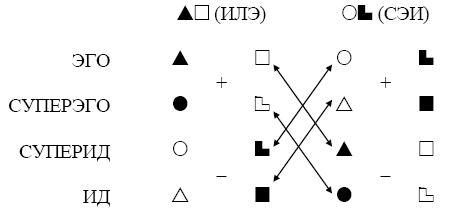 ▲□ (ИЛЭ) ○⬛ (СЭИ)
ЭГО
+ +
СУПЕРЭГО
СУПЕРИД
– –
ИД